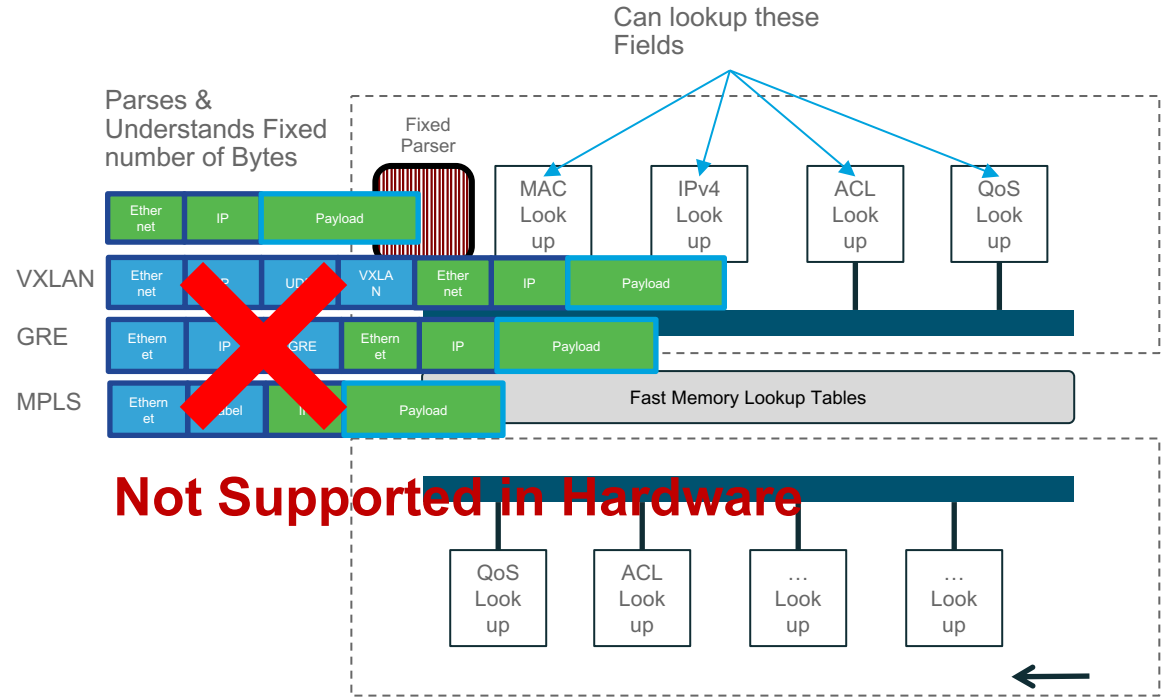 Can lookup these
Fields
Parses &
Understands Fixed
number of Bytes
Fixed
Parser
MAC
Look
up
IPv4
Look
up
ACL
Look
up
QoS
Look
up
Ether
net
IP
Payload
VXLAN
Ether
net
VXLA
N
Ether
net
IP
Payload
GRE
Ethern
et
IP
GRE
Ethern
et
IP
Payload
MPLS
Ethern
et
Payload
Fast Memory Lookup Tables
Not Supported in Hardware
QoS
Look
up
ACL
Look
up
...
Look
up
...
Look
up